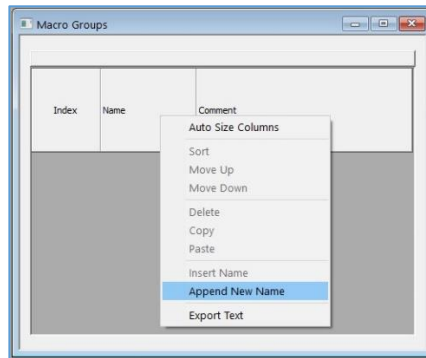 Macro Groups
Index Name Comment
Auto Size Columns
Sort
Move Up
Move Down
Delete
Copy
Paste
Insert Name
Append New Name
Export Text